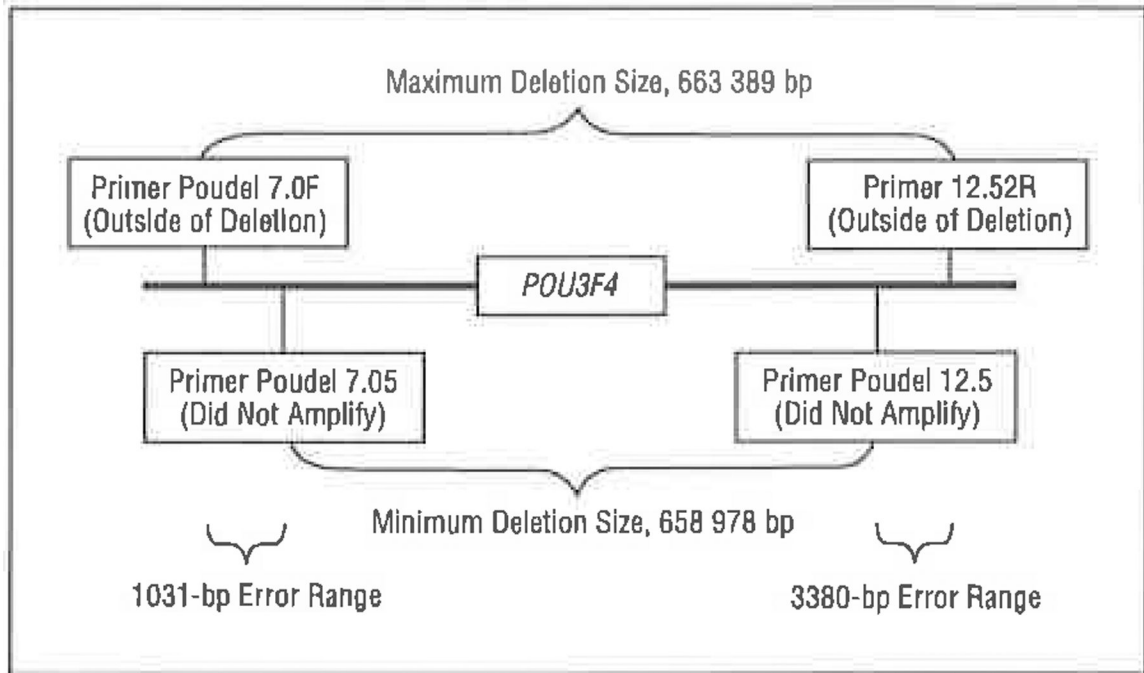 Maximum Deletion Size, 663 389 bp
Primer Poudel 7.0F
(Outside of Deletion)
Primer 12.52R
(Outside of Deletion)
POU3F4
Primer Poudel 7.05
(Did Not Amplify)
Primer Poudel 12.5
(Did Not Amplify)
Minimum Deletion Size, 658 978 bp
1031-bp Error Range
3380-bp Error Range